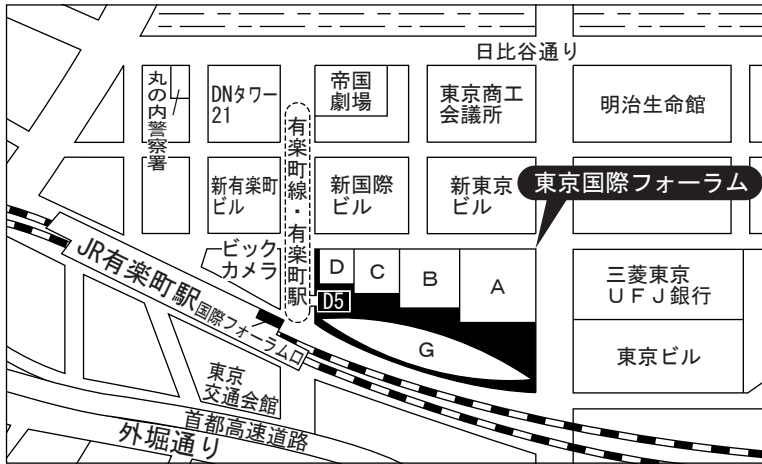 日比谷通り
丸の内警察署
DNタワー
21
帝国
劇場
東京商工
会議所
明治生命館
有楽町線・有楽町駅
新有楽町
ビル
新国際
ビル
新東京
ビル
東京国際フォーラム
ビック
カメラ
D
C
B
A
三菱東京
UFJ銀行
JR有楽町駅
国際フォーラム口
D5
G
東京ビル
東京
交通会館
首都高速道路
外堀通り